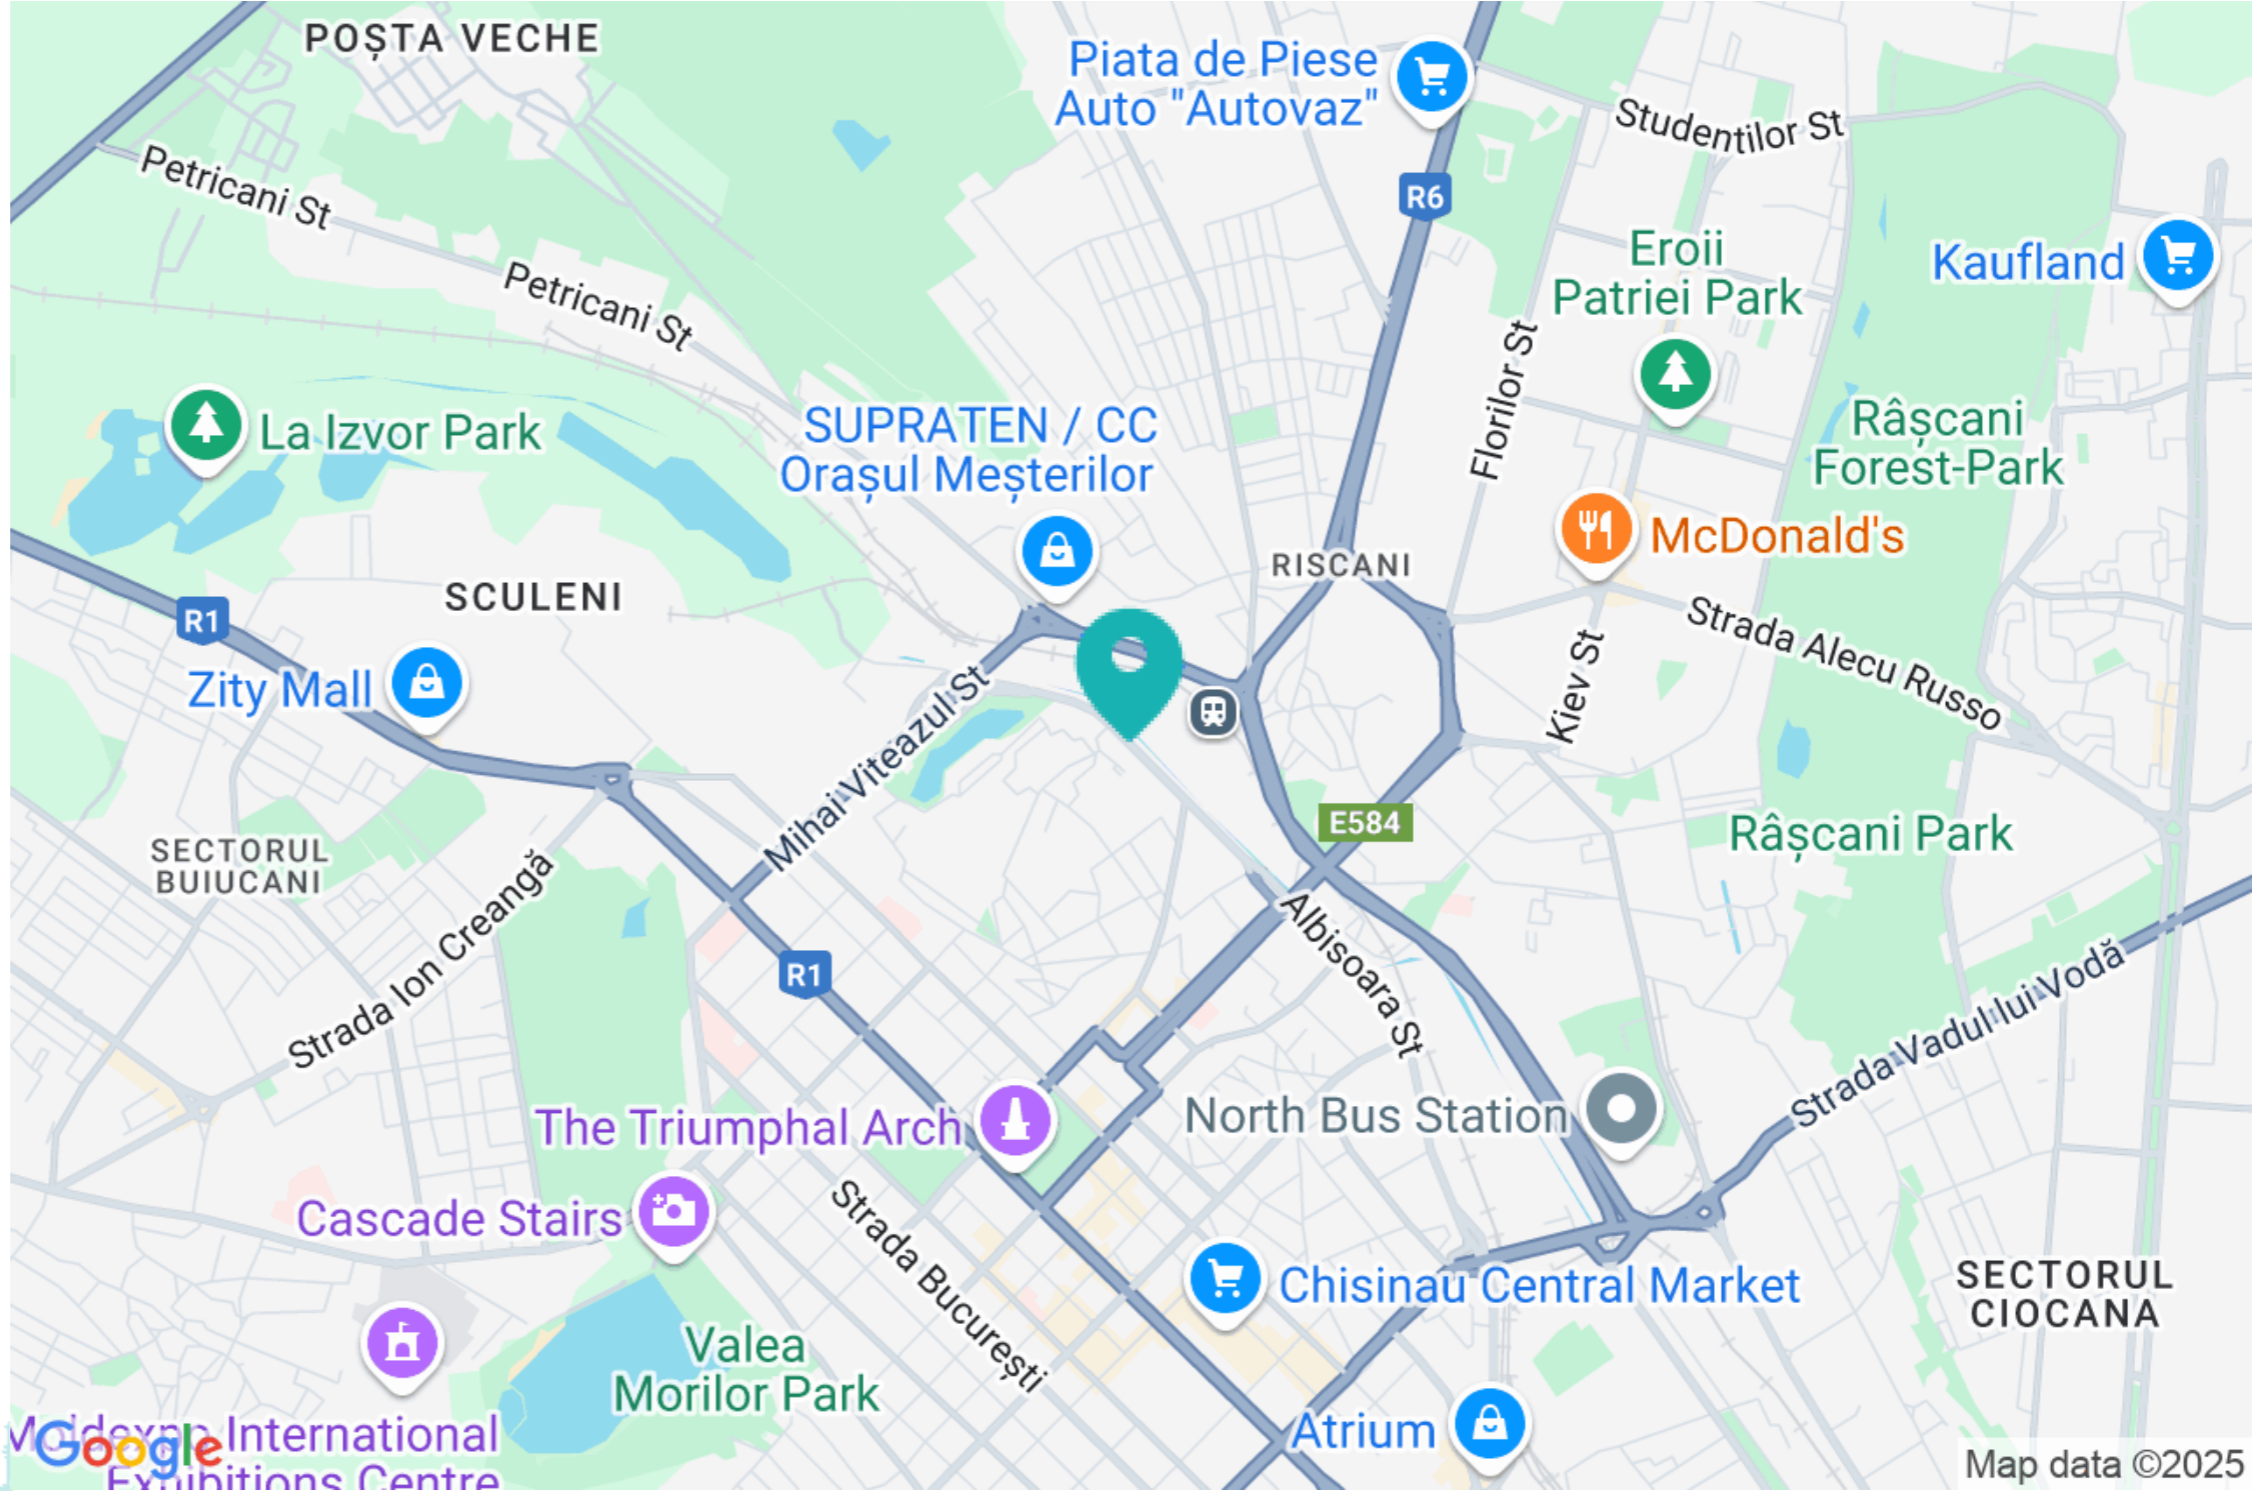 POȘTA VECHE
Piata de Piese
Auto "Autovaz"
Studentilor St
Petricani St
R6
Eroii
Patriei Park
Kaufland
Petricani St
Florilor St
La Izvor Park
SUPRATEN / CC
Orașul Meșterilor
Râșcani
Forest-Park
McDonald's
RISCANI
SCULENI
R1
Strada Alecu Russo
Zity Mall
Kiev St
Mihai Viteazul St
E584
Râșcani Park
SECTORUL
BUIUCANI
Strada Ion Creangă
R1
Albisoara St
Strada Vadul lui Vodă
The Triumphal Arch
North Bus Station
Cascade Stairs
Strada București
Chisinau Central Market
SECTORUL
CIOCANA
Valea
Morilor Park
Atrium
Moldexpo International
Exhibitions Centre
Google
Map data ©2025